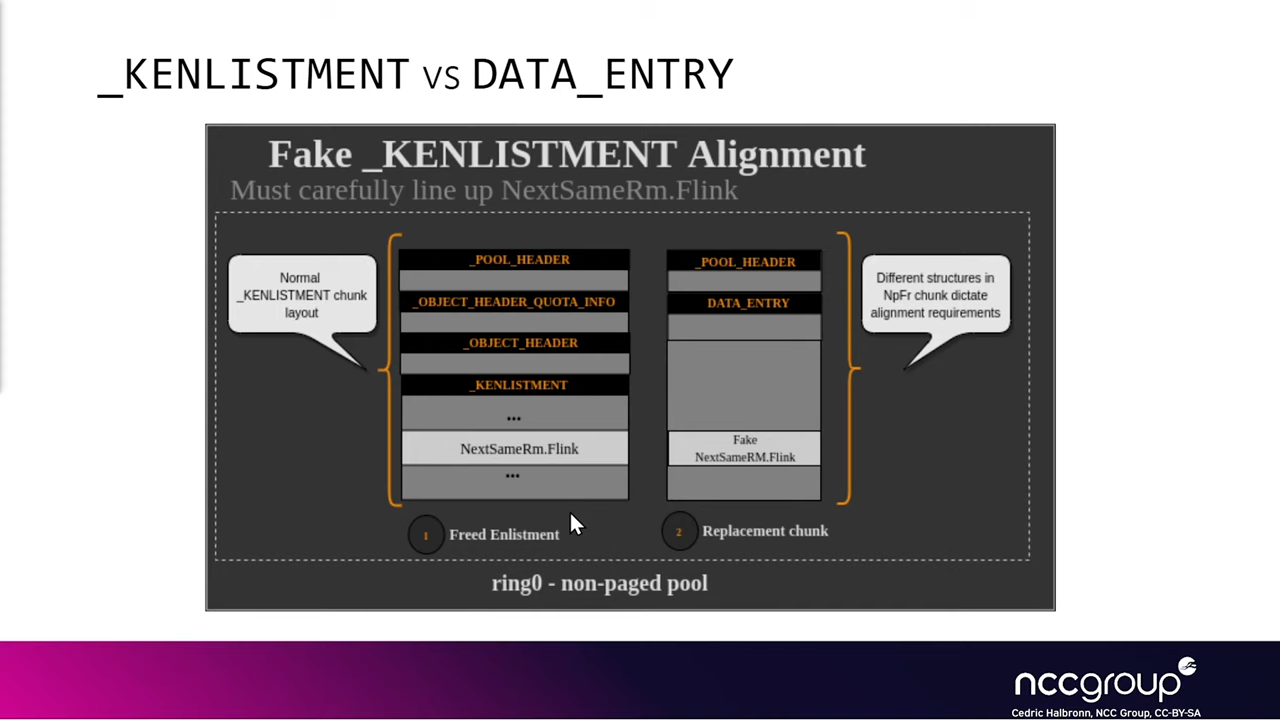 _KENLISTMENT VS DATA_ENTRY
Fake _KENLISTMENT Alignment
Must carefully line up NextSameRm.Flink
Normal
_KENLISTMENT chunk
layout
_POOL_HEADER
_OBJECT_HEADER_QUOTA_INFO
_OBJECT_HEADER
_KENLISTMENT
...
NextSameRm.Flink
...
_POOL_HEADER
DATA_ENTRY
Fake
NextSameRM.Flink
Different structures in
NpFr chunk dictate
alignment requirements
1 Freed Enlistment
2 Replacement chunk
ring0 - non-paged pool
nccgroup
Cedric Halbronn, NCC Group, CC-BY-SA